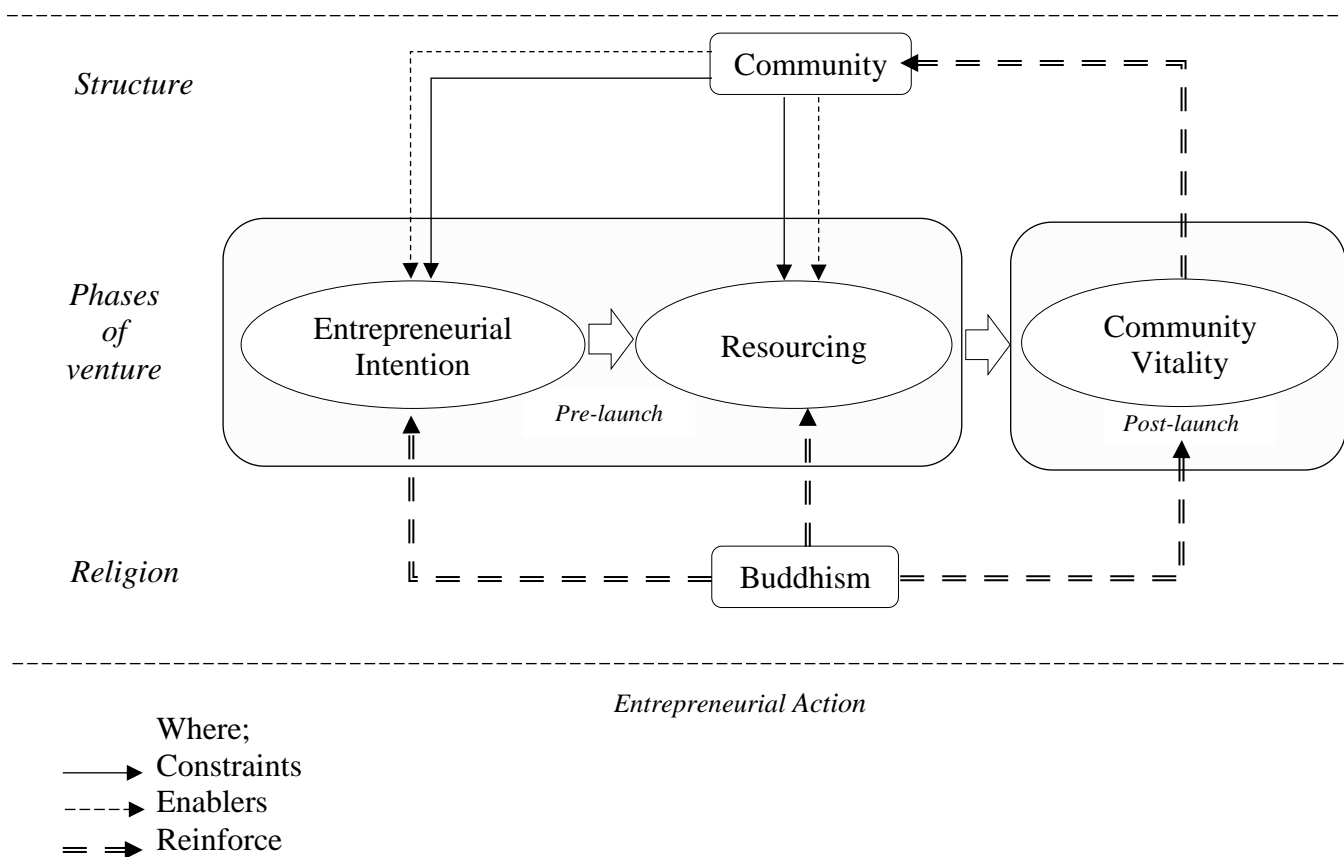 Community
Structure
Phases
of
venture
Entrepreneurial
Intention
Resourcing
Community
Vitality
Pre-launch
Post-launch
Religion
Buddhism
Entrepreneurial Action
Where;
Constraints
Enablers
Reinforce